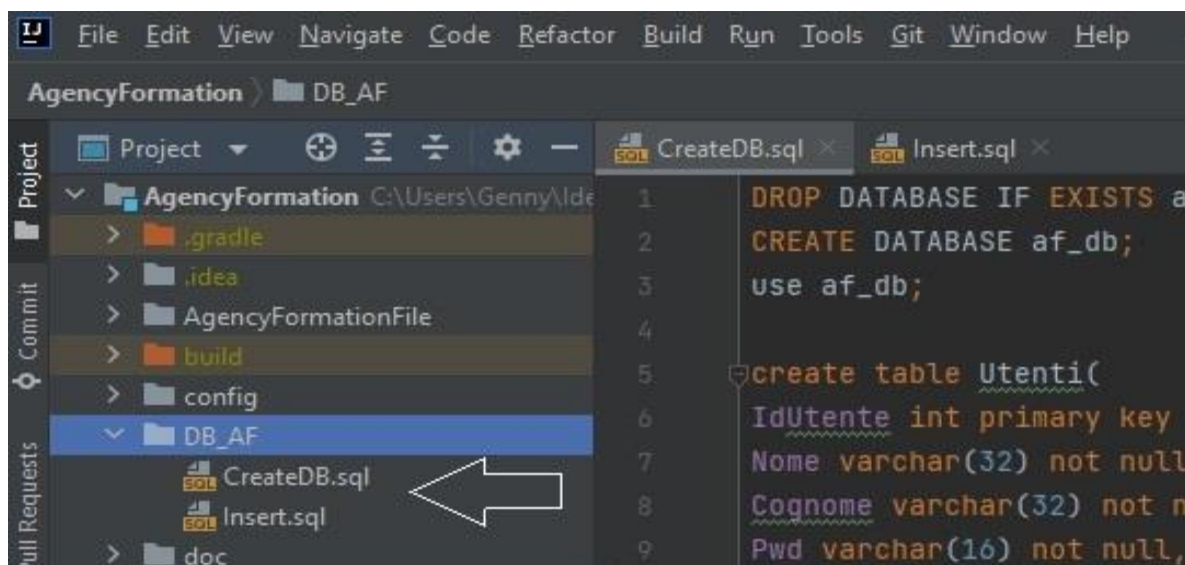 IJ File Edit View Navigate Code Refactor Build Run Tools Git Window Help
AgencyFormation DB_AF
Project
Commit
Pull Requests
Project
AgencyFormation C:\Users\Genny\Ide
.gradle
.idea
AgencyFormationFile
build
config
DB_AF
SQL CreateDB.sql
SQL Insert.sql
doc
SQL CreateDB.sql SQL Insert.sql
1 DROP DATABASE IF EXISTS a
2 CREATE DATABASE af_db;
3 use af_db;
4
5 create table Utenti(
6 IdUtente int primary key
7 Nome varchar(32) not null
8 Cognome varchar(32) not n
9 Pwd varchar(16) not null,